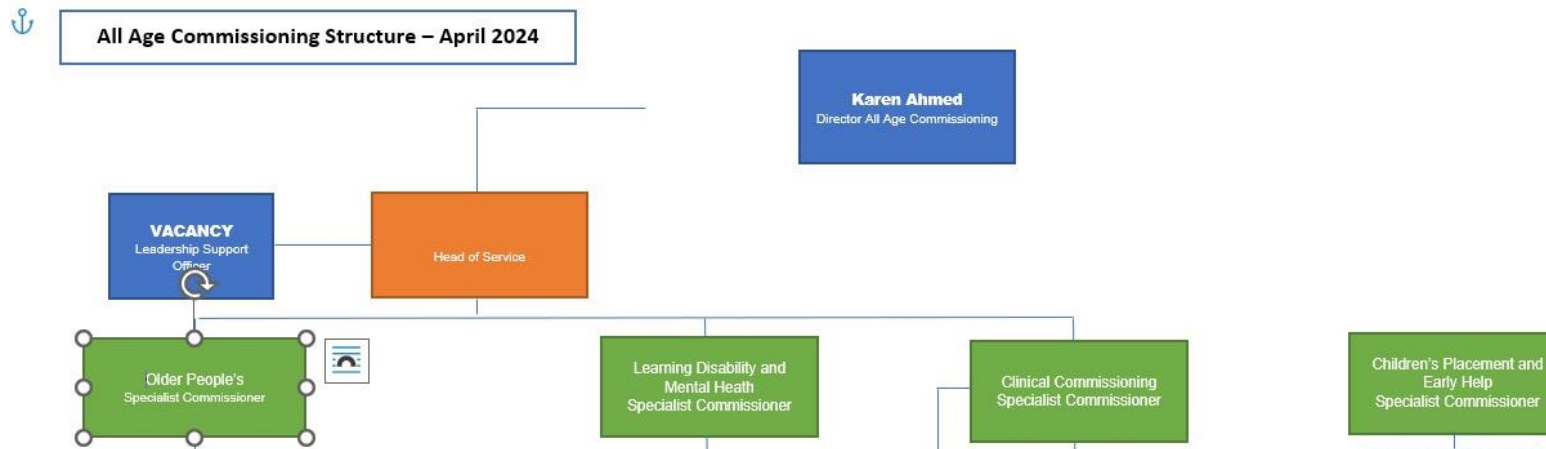 All Age Commissioning Structure – April 2024
Karen Ahmed
Director All Age Commissioning
VACANCY
Leadership Support
Officer
Head of Service
Older People's
Specialist Commissioner
Learning Disability and
Mental Heath
Specialist Commissioner
Clinical Commissioning
Specialist Commissioner
Children's Placement and
Early Help
Specialist Commissioner